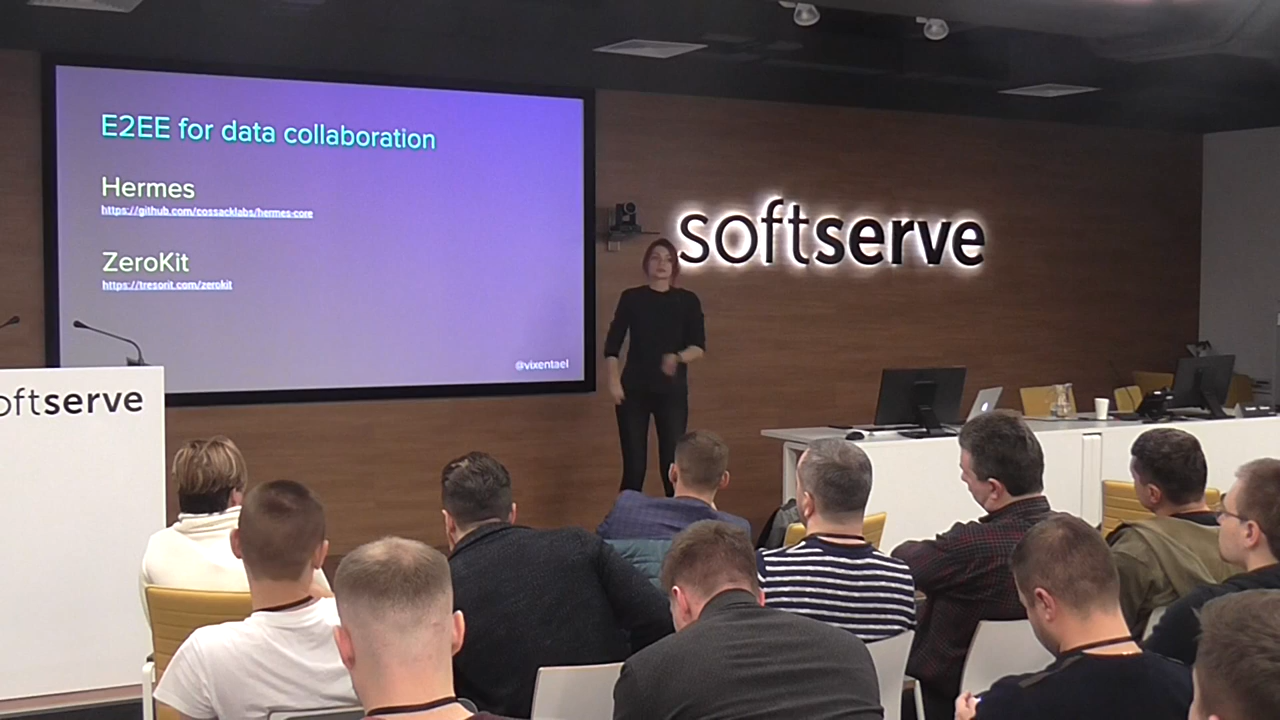 E2EE for data collaboration
Hermes
https://github.com/cossacklabs/hermes-core
ZeroKit
https://tresorit.com/zerokit
@vixentael
softserve
oftserve